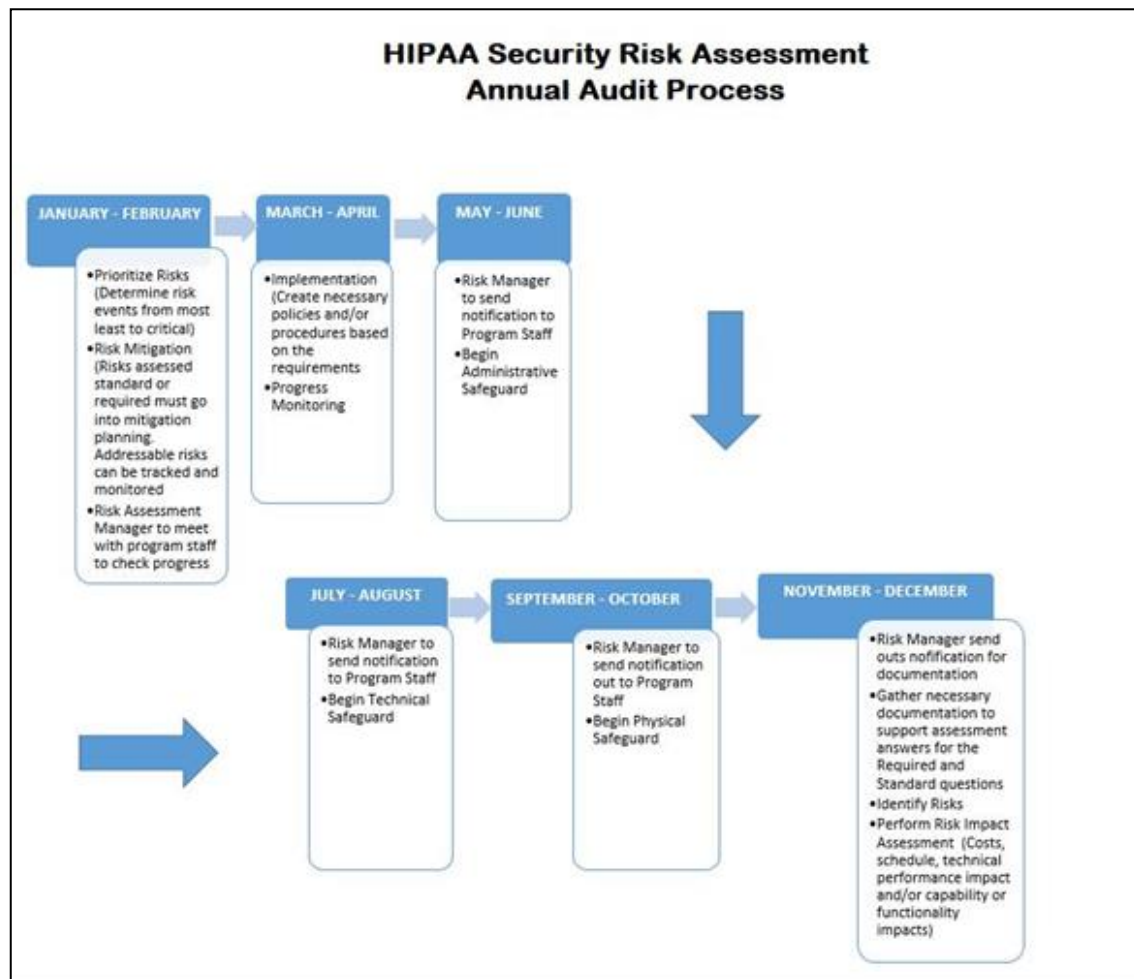 HIPAA Security Risk Assessment
Annual Audit Process
JANUARY - FEBRUARY
•Prioritize Risks
(Determine risk
events from most
least to critical)
•Risk Mitigation
(Risks assessed
standard or
required must go
into mitigation
planning.
Addressable risks
can be tracked and
monitored
•Risk Assessment
Manager to meet
with program staff
to check progress
MARCH - APRIL
•Implementation
(Create necessary
policies and/or
procedures based
on the
requirements
•Progress
Monitoring
MAY - JUNE
•Risk Manager
to send
notification to
Program Staff
•Begin
Administrative
Safeguard
JULY - AUGUST
•Risk Manager to
send notification
to Program Staff
•Begin Technical
Safeguard
SEPTEMBER - OCTOBER
•Risk Manager to
send notification
out to Program
Staff
•Begin Physical
Safeguard
NOVEMBER - DECEMBER
•Risk Manager send
outs nofification for
documentation
•Gather necessary
documentation to
support assessment
answers for the
Required and
Standard questions
•Identify Risks
•Perform Risk Impact
Assessment (Costs,
schedule, technical
performance impact
and/or capability or
functionality
impacts)